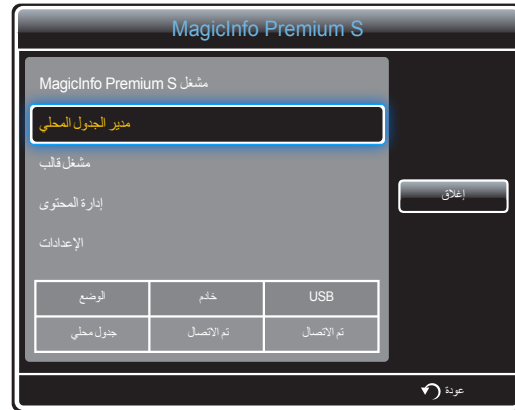 MagicInfo Premium S
مشغل MagicInfo Premium S
مدير الجدول المحلي
مشغل قالب
إدارة المحتوى
الإعدادات
إغلاق
الوضع خادم USB
جدول محلي تم الاتصال تم الاتصال
عودة